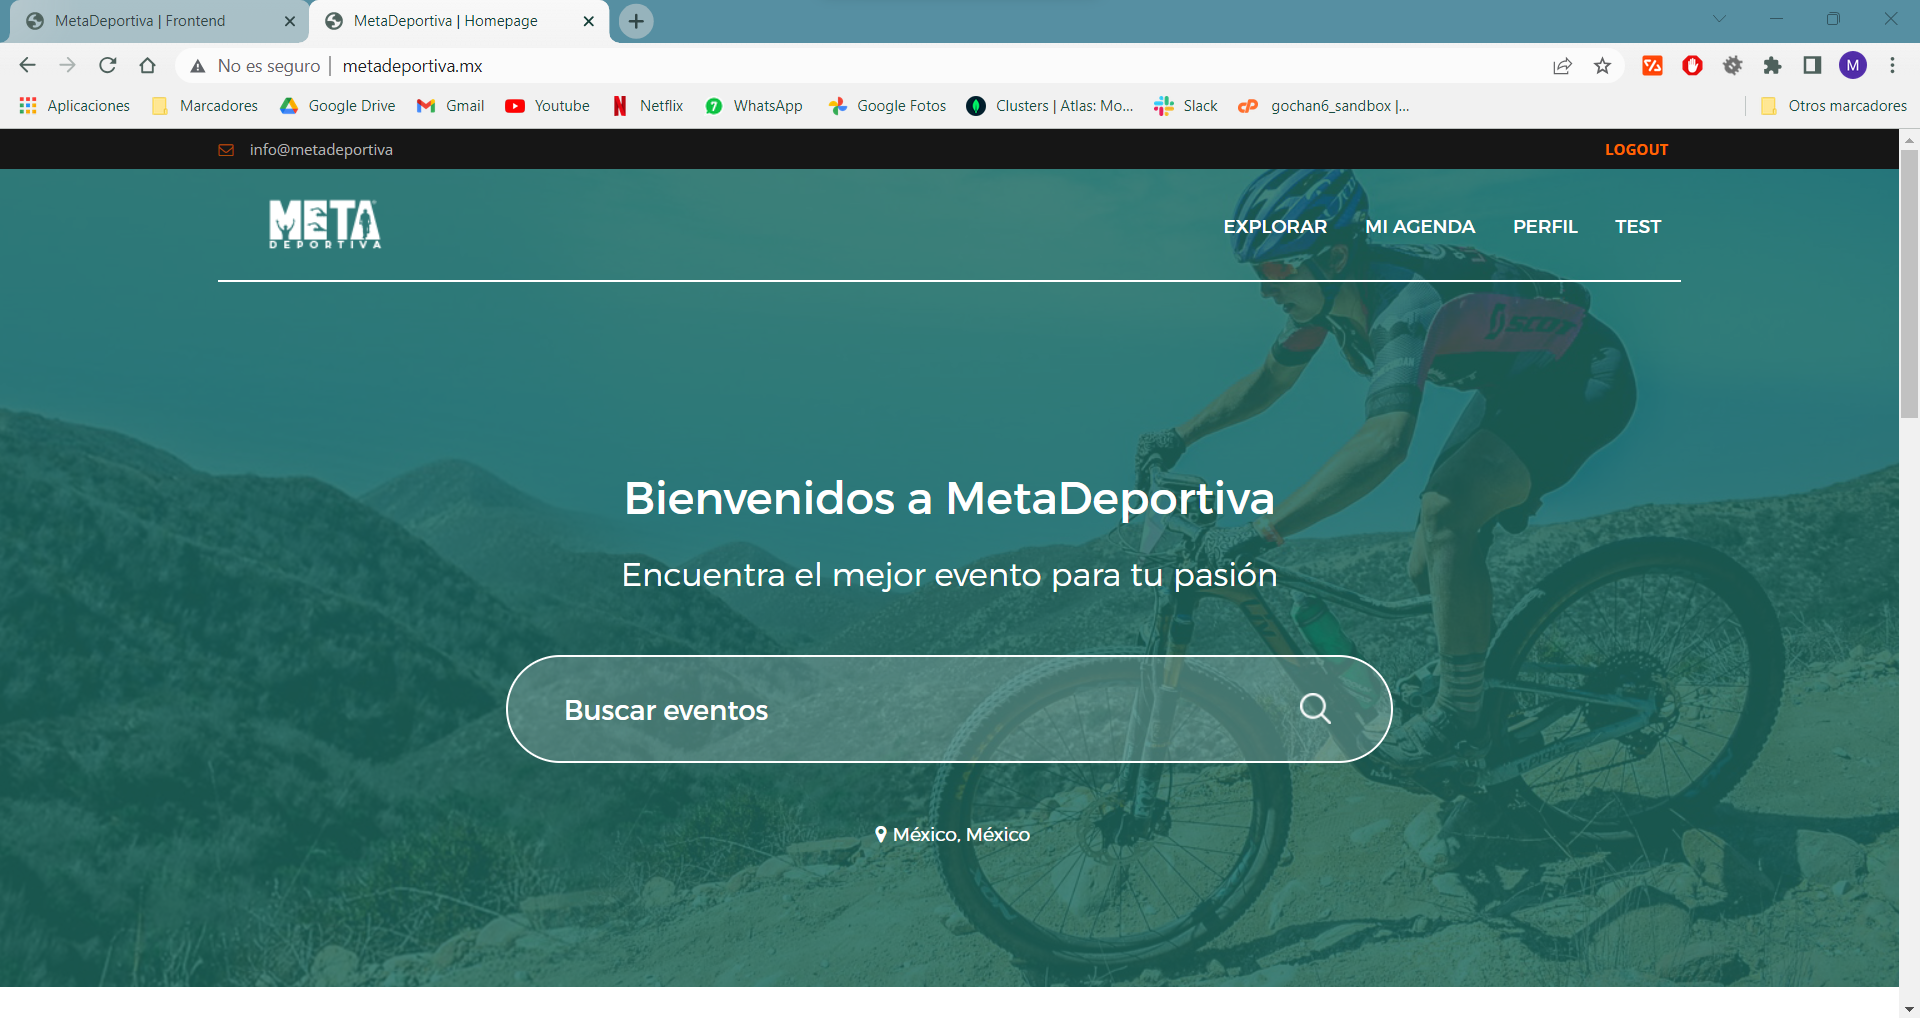 MetaDeportiva | Frontend
MetaDeportiva | Homepage
No es seguro | metadeportiva.mx
M
Aplicaciones
Marcadores
Google Drive
Gmail
Youtube
Netflix
WhatsApp
Google Fotos
Clusters | Atlas: Mo...
Slack
gochan6_sandbox |...
Otros marcadores
info@metadeportiva
LOGOUT
META
DEPORTIVA
EXPLORAR
MI AGENDA
PERFIL
TEST
SCOTT
Bienvenidos a MetaDeportiva
Encuentra el mejor evento para tu pasión
Buscar eventos
México, México